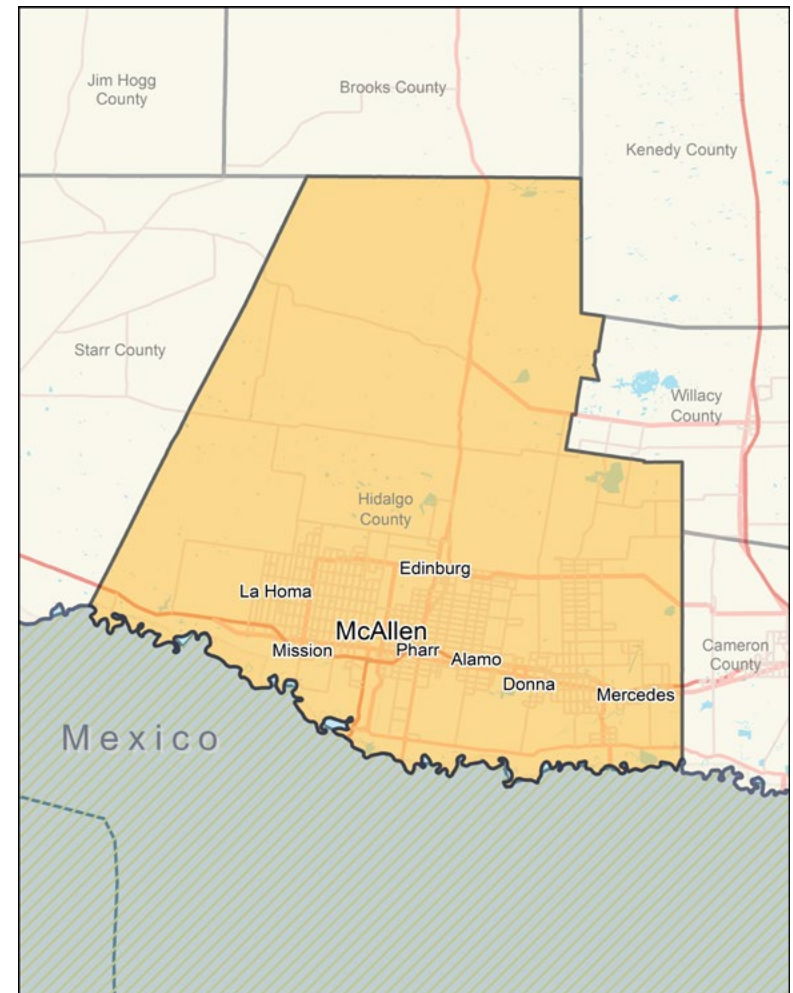 Jim Hogg
County
Brooks County
Kenedy County
Starr County
Willacy
County
Hidalgo
County
Edinburg
La Homa
McAllen
Mission
Pharr
Alamo
Donna
Mercedes
Cameron
County
Mexico